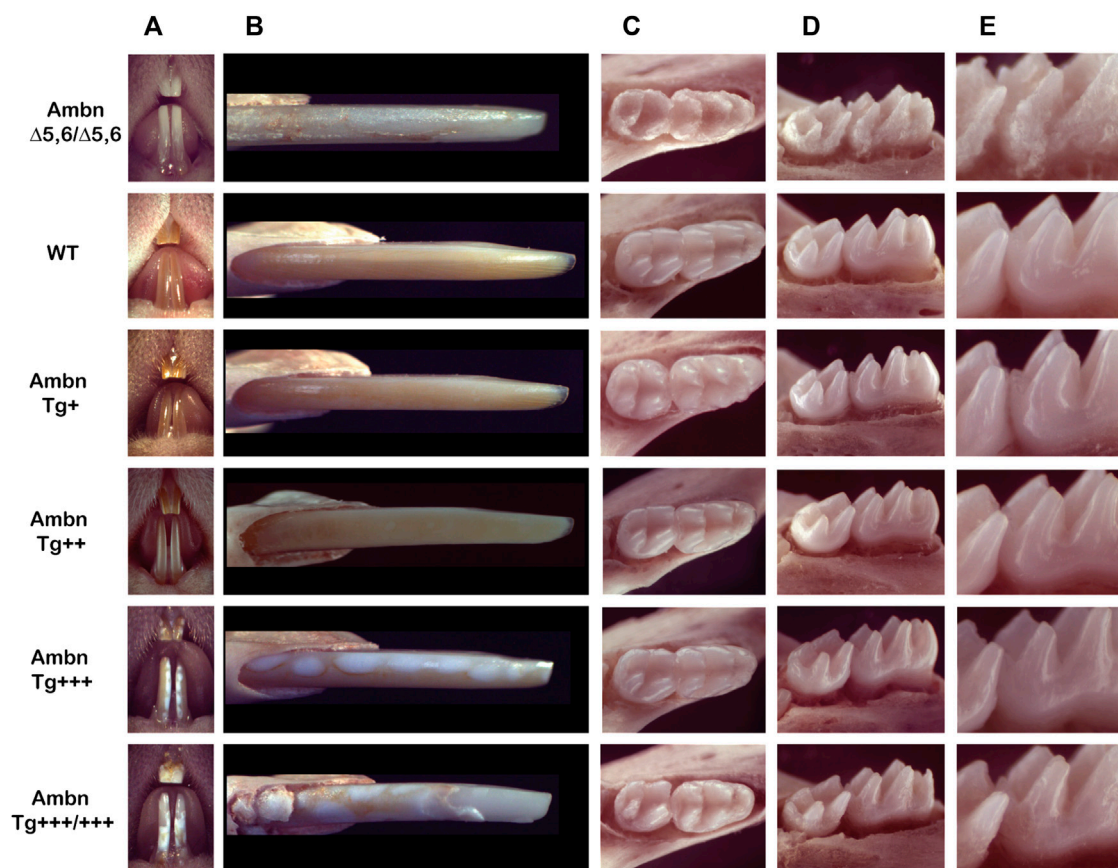 A B C D E
Ambn
Δ5,6/Δ5,6
WT
Ambn
Tg+
Ambn
Tg++
Ambn
Tg+++
Ambn
Tg+++/+++